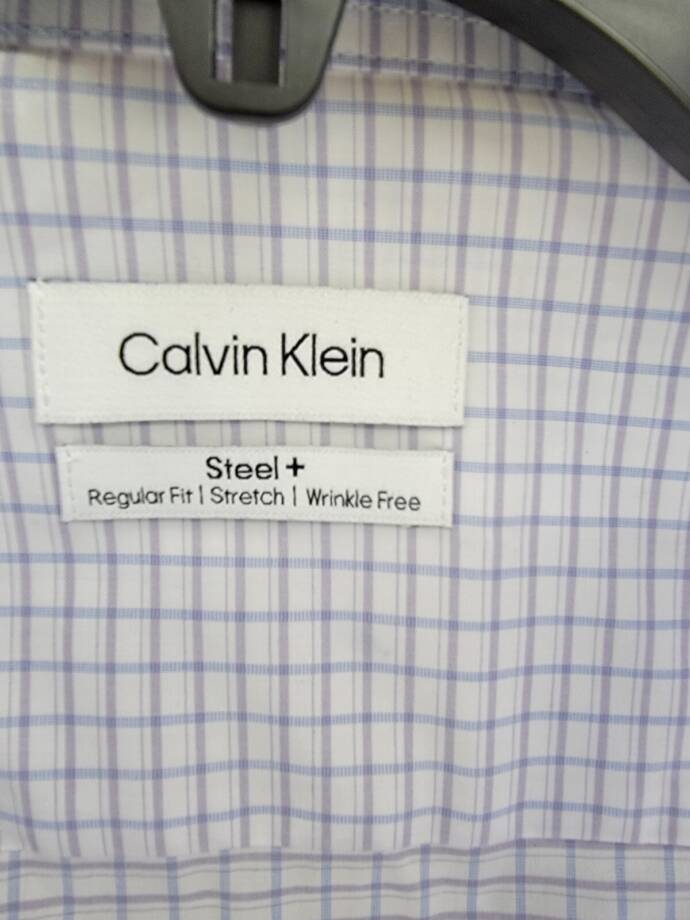 Calvin Klein
Steel +
Regular Fit | Stretch | Wrinkle Free